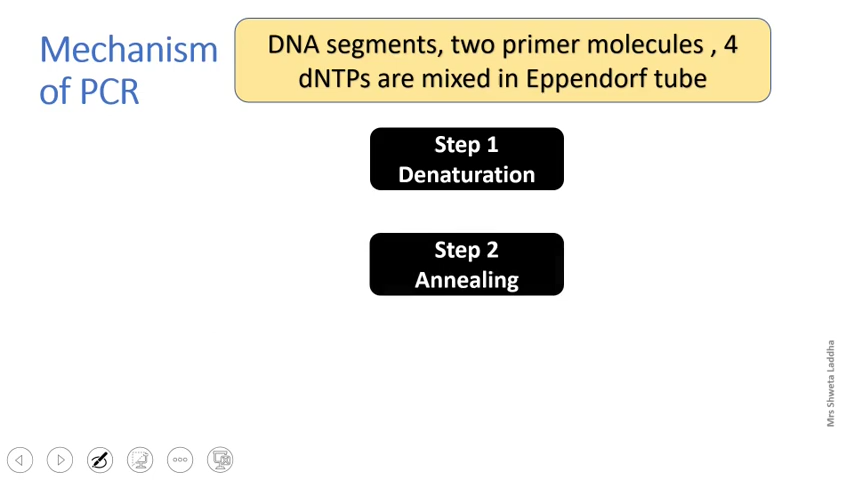 Mechanism
of PCR
DNA segments, two primer molecules , 4
dNTPs are mixed in Eppendorf tube
Step 1
Denaturation
Step 2
Annealing
Mrs Shweta Laddha